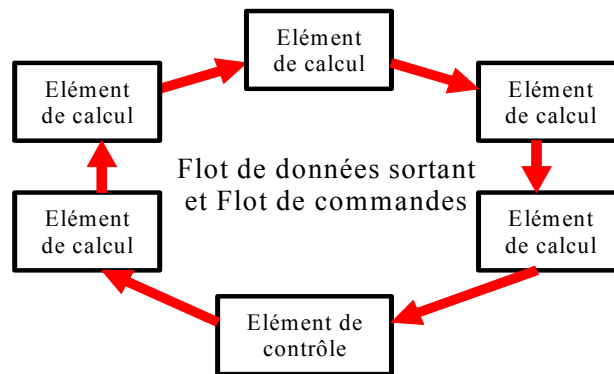 Elément
de calcul
Elément
de calcul
Elément
de calcul
Flot de données sortant
et Flot de commandes
Elément
de calcul
Elément
de calcul
Elément de
contrôle